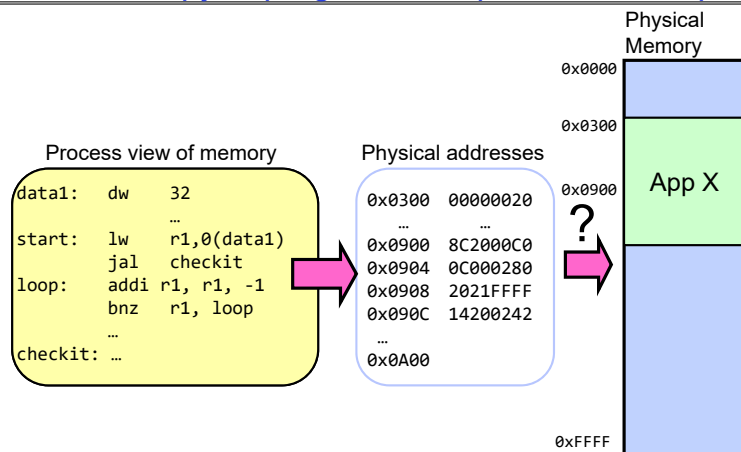 Physical
Memory
0x0000
0x0300
Process view of memory
Physical addresses
data1: dw 32
…
start: lw r1,0(data1)
jal checkit
loop: addi r1, r1, -1
bnz r1, loop
…
checkit: …
0x0300 00000020
… …
0x0900 8C2000C0
0x0904 0C000280
0x0908 2021FFFF
0x090C 14200242
…
0x0A00
0x0900
?
App X
0xFFFF